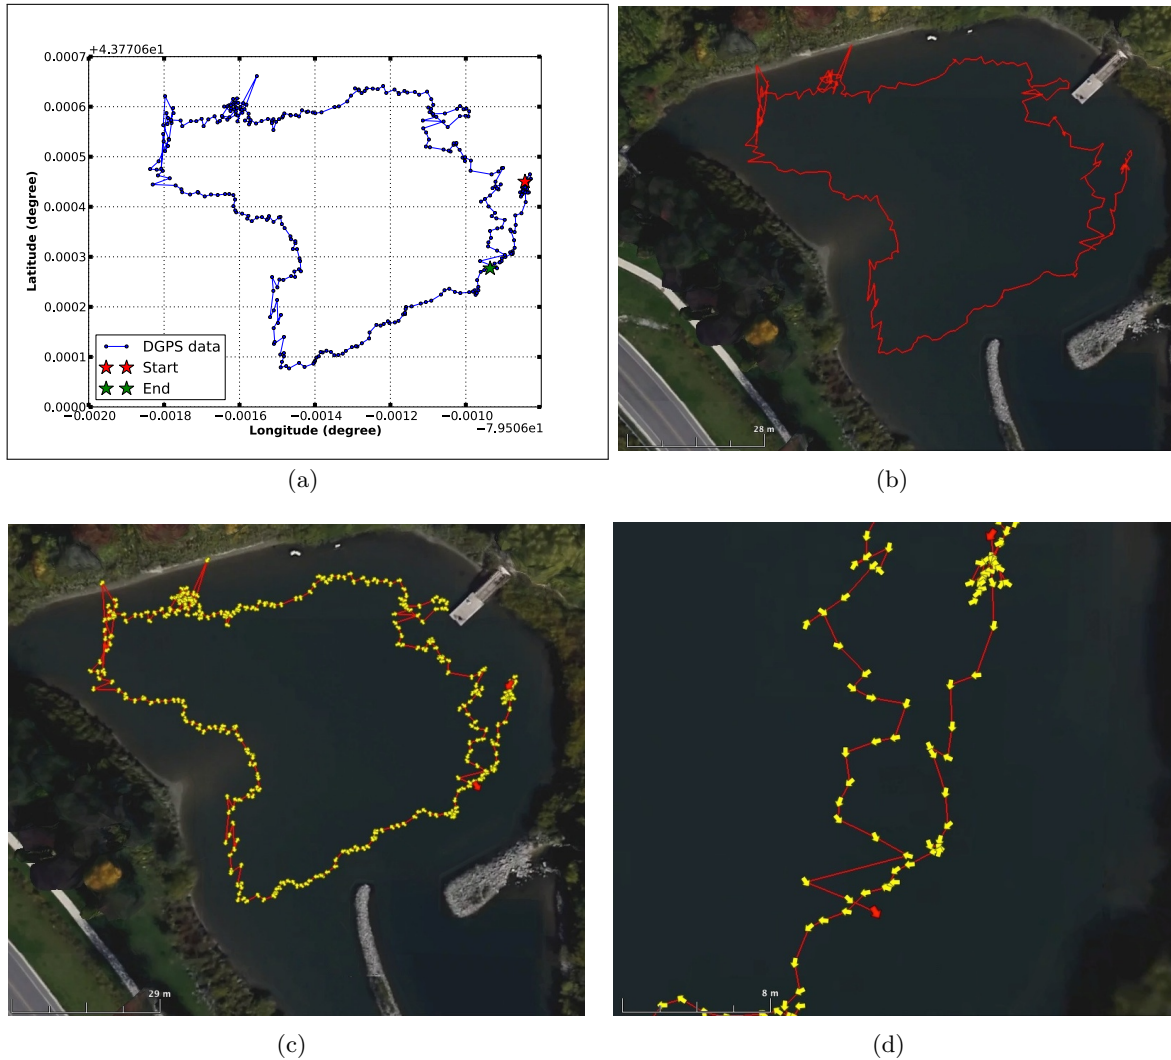 +4.37706e1
0.0007
0.0006
0.0005
0.0004
0.0003
0.0002
0.0001
0.0000
Latitude (degree)
DGPS data
Start
End
−0.0020 −0.0018 −0.0016 −0.0014 −0.0012 −0.0010
Longitude (degree)
−7.9506e1
28 m
(a)
(b)
29 m
8 m
(c)
(d)